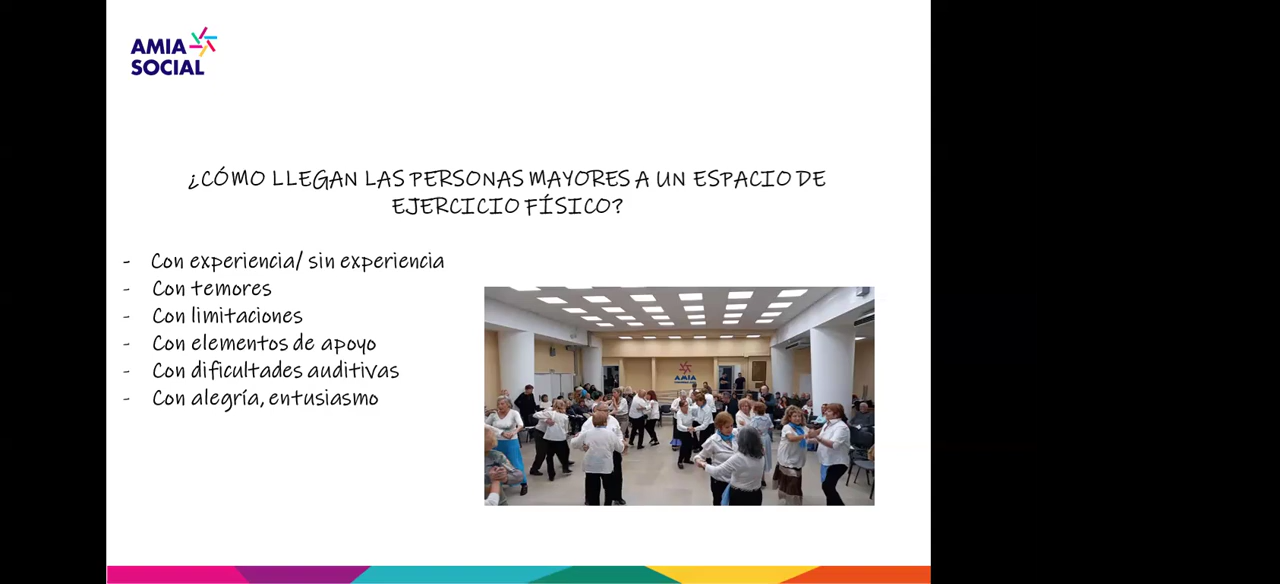 AMIA
SOCIAL
¿CÓMO LLEGAN LAS PERSONAS MAYORES A UN ESPACIO DE
EJERCICIO FÍSICO?
- Con experiencia/ sin experiencia
- Con temores
- Con limitaciones
- Con elementos de apoyo
- Con dificultades auditivas
- Con alegría, entusiasmo
AMIA